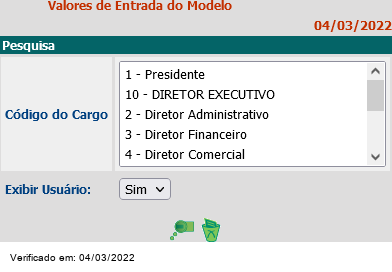 Valores de Entrada do Modelo
04/03/2022
Pesquisa
Código do Cargo
1 - Presidente
10 - DIRETOR EXECUTIVO
2 - Diretor Administrativo
3 - Diretor Financeiro
4 - Diretor Comercial
Exibir Usuário:
Sim
Verificado em: 04/03/2022